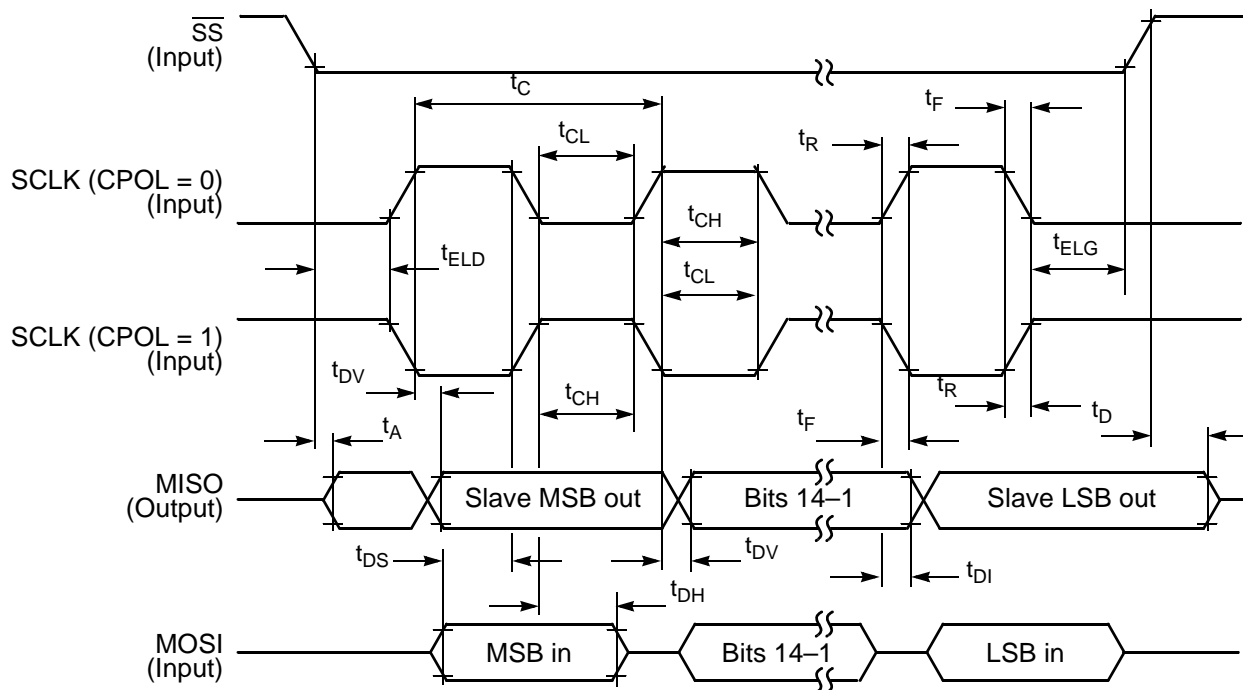 SS
(Input)
tC
tF
tCL
tR
SCLK (CPOL = 0)
(Input)
tCH
tELD
tELG
tCL
SCLK (CPOL = 1)
(Input)
tDV
tCH
tR
tA
tF
tD
MISO
(Output)
Slave MSB out
Bits 14–1
Slave LSB out
tDS
tDV
tDI
tDH
MOSI
(Input)
MSB in
Bits 14–1
LSB in